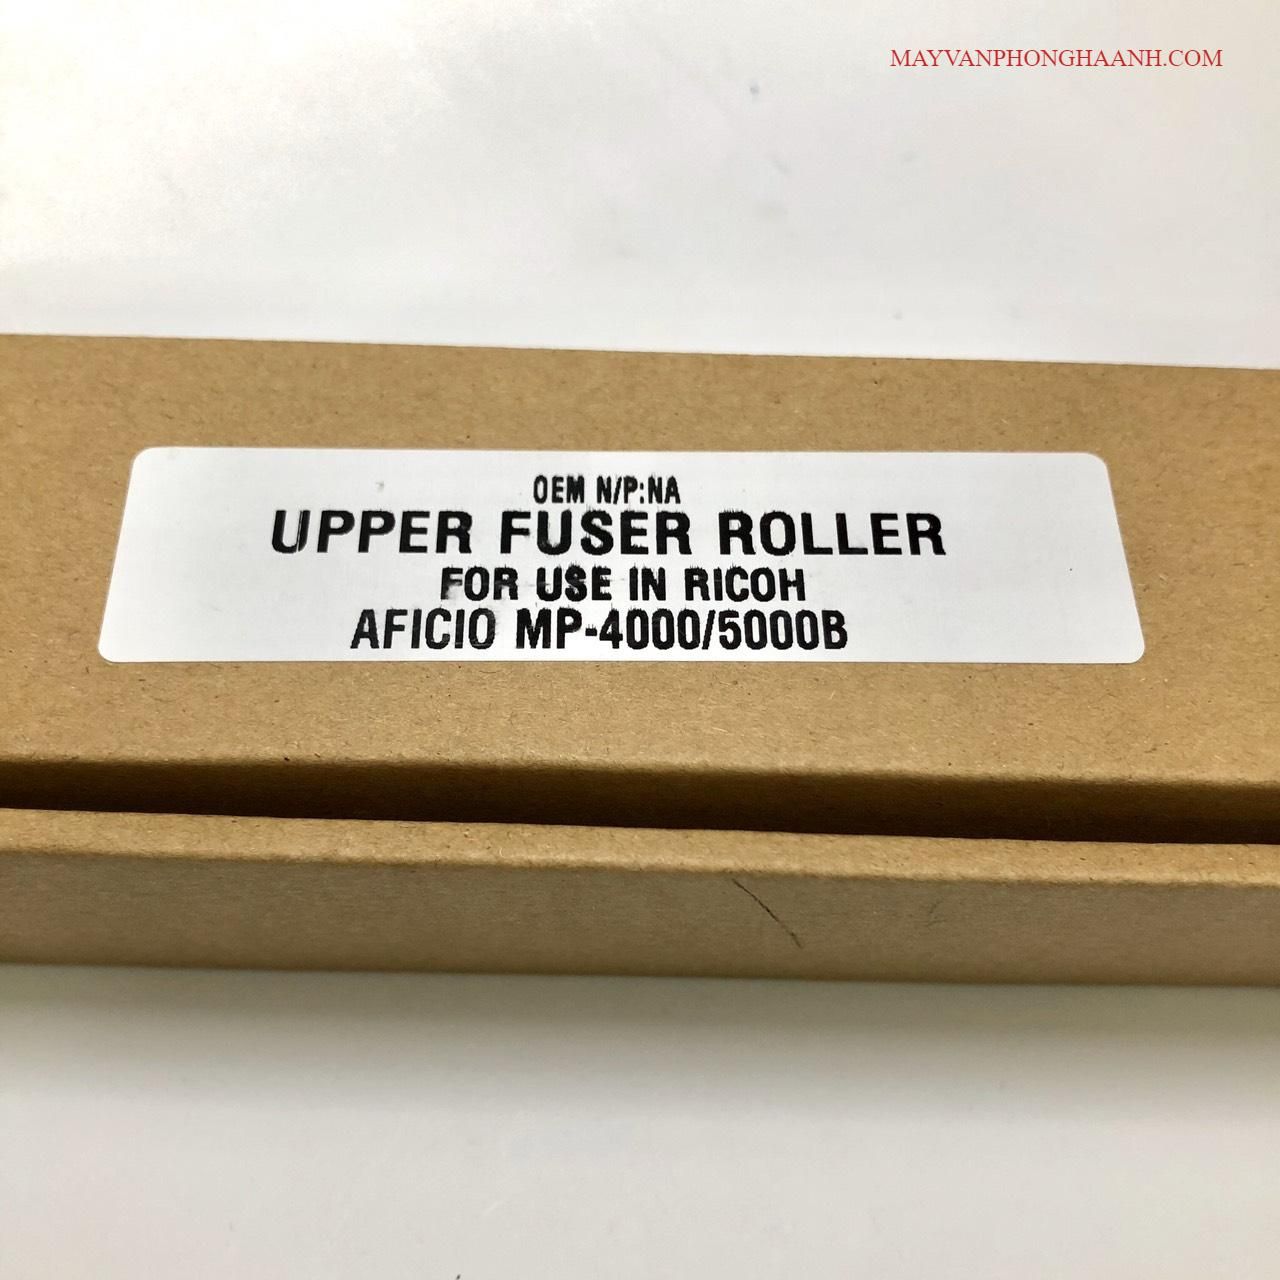 MAYVANPHONGHAANH.COM
OEM N/P:NA
UPPER FUSER ROLLER
FOR USE IN RICOH
AFICIO MP-4000/5000B